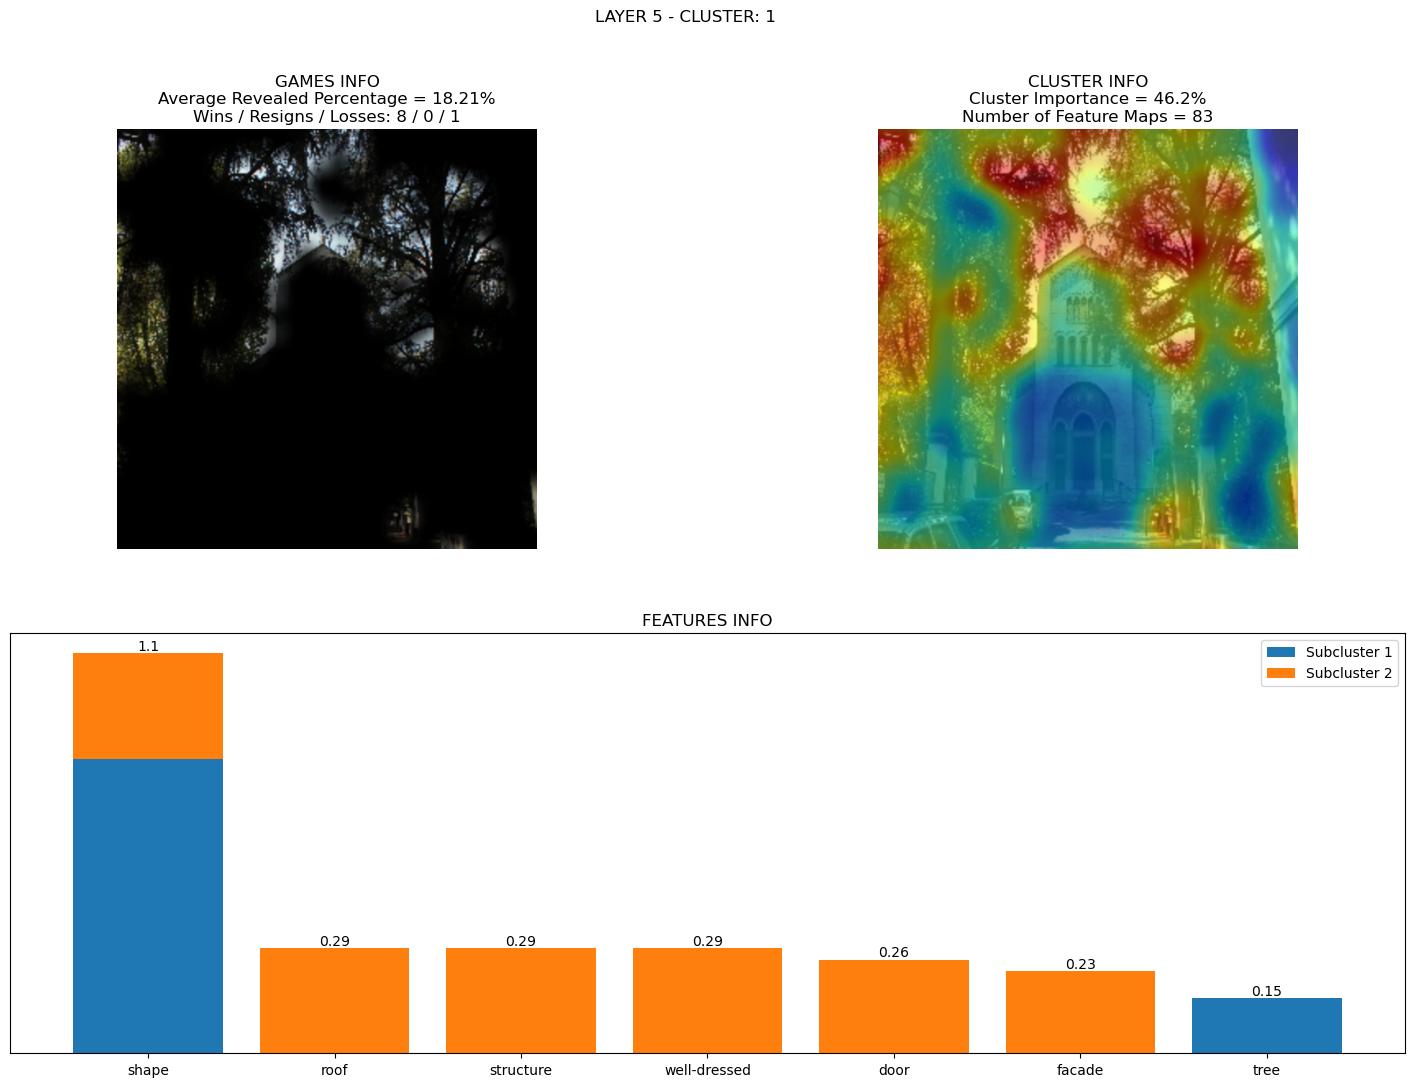 LAYER 5 - CLUSTER: 1
GAMES INFO
Average Revealed Percentage = 18.21%
Wins / Resigns / Losses: 8 / 0 / 1
CLUSTER INFO
Cluster Importance = 46.2%
Number of Feature Maps = 83
FEATURES INFO
Subcluster 1
Subcluster 2
1.1
0.29
0.29
0.29
0.26
0.23
0.15
shape
roof
structure
well-dressed
door
facade
tree